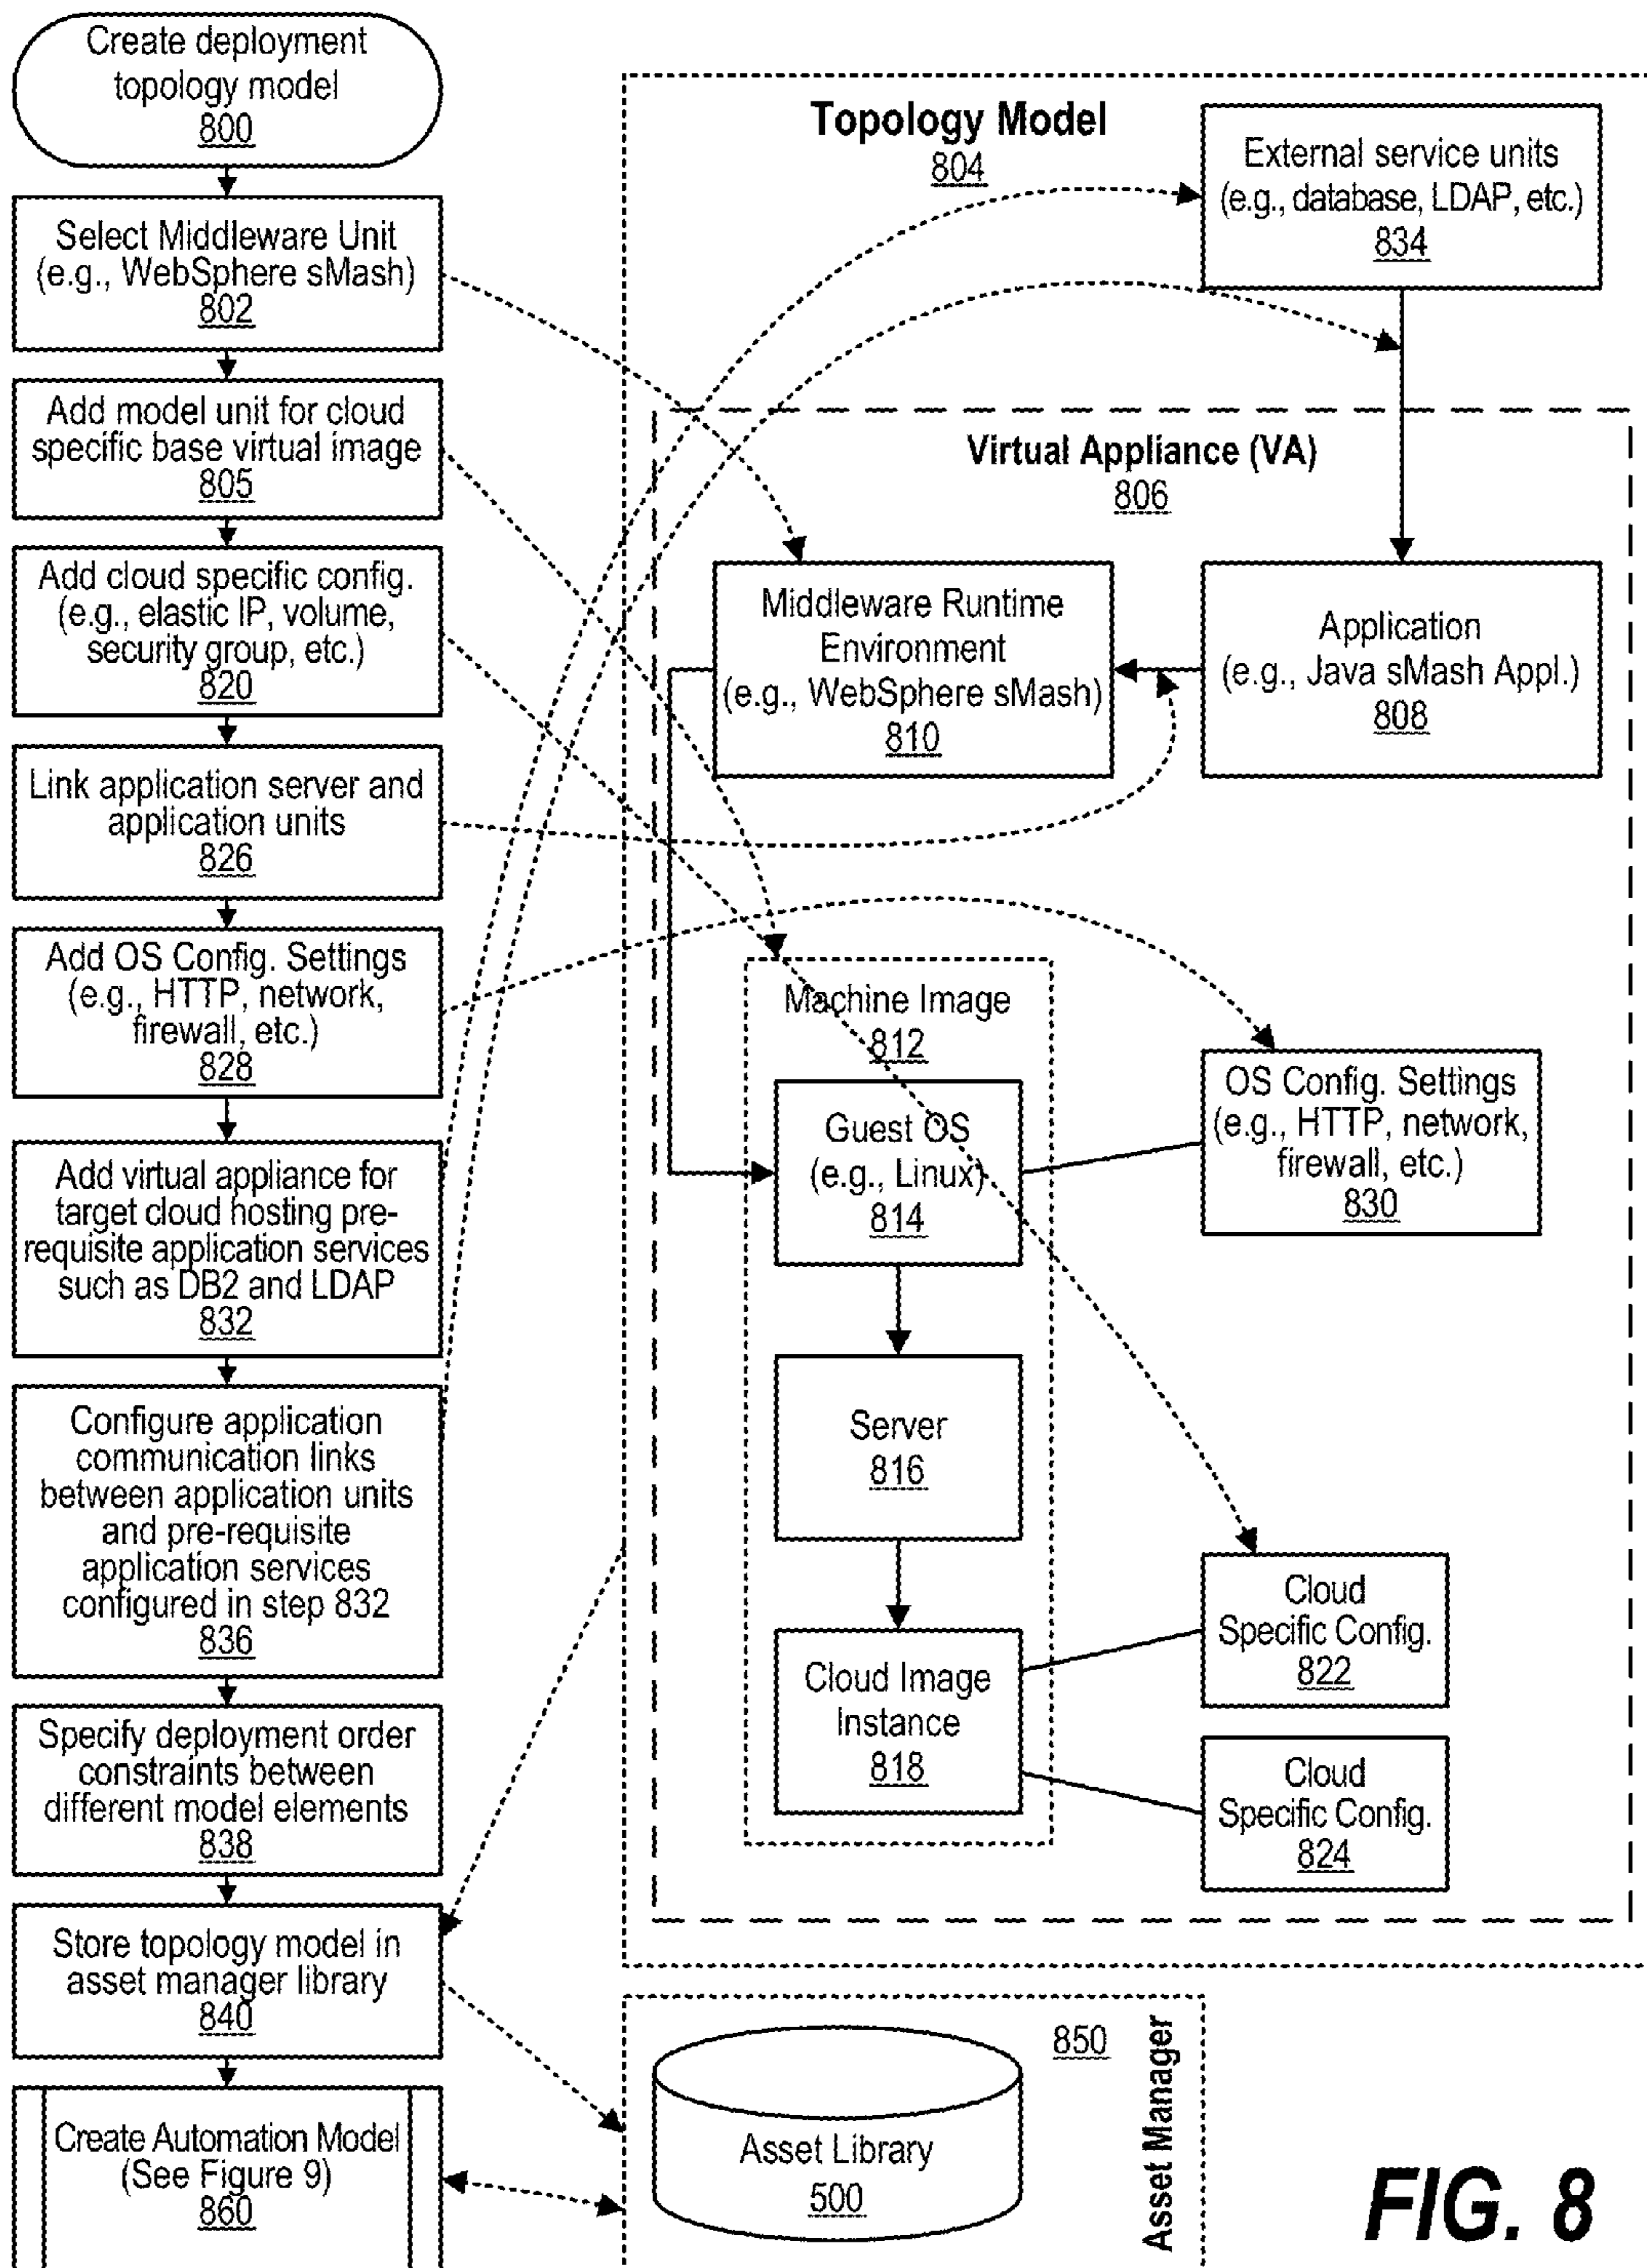 Create deployment
topology model
800
Select Middleware Unit
(e.g., WebSphere sMash)
802
Add model unit for cloud
specific base virtual image
805
Add cloud specific config.
(e.g., elastic IP, volume,
security group, etc.)
820
Link application server and
application units
826
Add OS Config. Settings
(e.g., HTTP, network,
firewall, etc.)
828
Add virtual appliance for
target cloud hosting pre-
requisite application services
such as DB2 and LDAP
832
Configure application
communication links
between application units
and pre-requisite
application services
configured in step 832
836
Specify deployment order
constraints between
different model elements
838
Store topology model in
asset manager library
840
Create Automation Model
(See Figure 9)
860
Topology Model
804
External service units
(e.g., database, LDAP, etc.)
834
Virtual Appliance (VA)
806
Middleware Runtime
Environment
(e.g., WebSphere sMash)
810
Application
(e.g., Java sMash Appl.)
808
Machine Image
812
Guest OS
(e.g., Linux)
814
OS Config. Settings
(e.g., HTTP, network,
firewall, etc.)
830
Server
816
Cloud Image
Instance
818
Cloud
Specific Config.
822
Cloud
Specific Config.
824
850
Asset Manager
Asset Library
500
FIG. 8